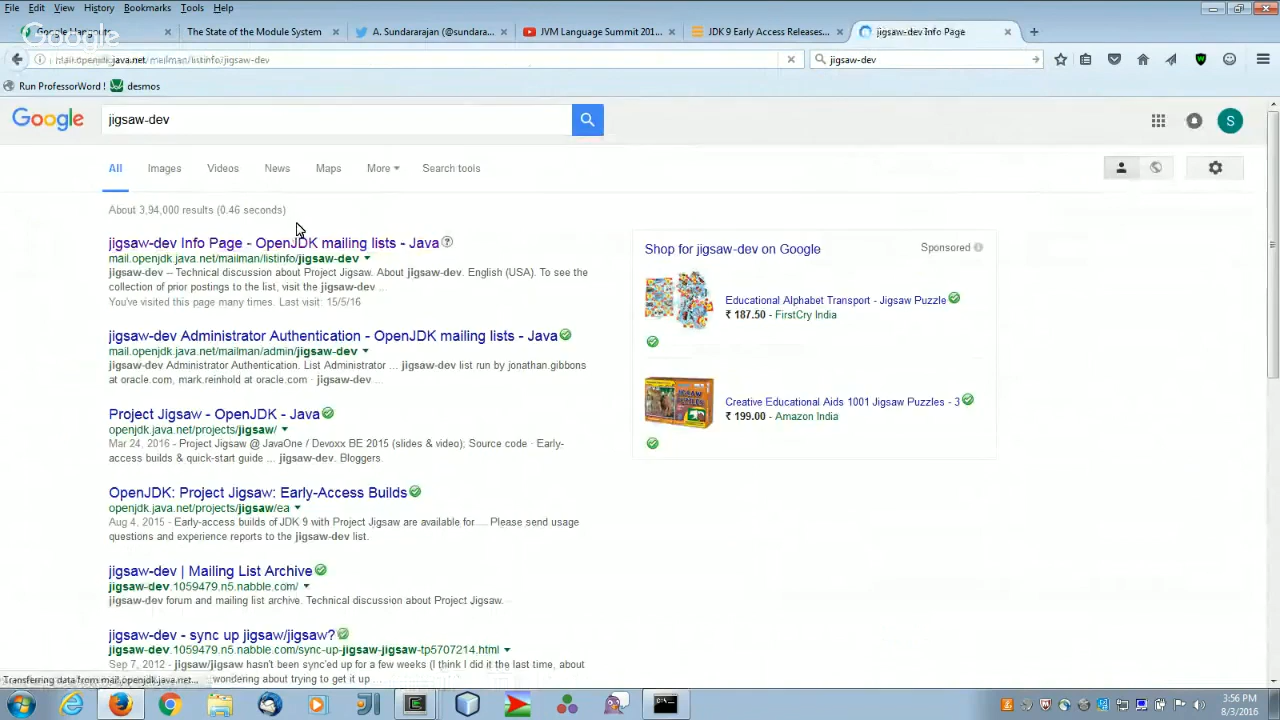 File Edit View History Bookmarks Tools Help
Google
The State of the Module System
A. Sundararajan (@sundara...
JVM Language Summit 201...
JDK 9 Early Access Releases...
jigsaw-dev Info Page
mail.openjdk.java.net/mailman/listinfo/jigsaw-dev
jigsaw-dev
Run ProfessorWord !
desmos
Google
jigsaw-dev
S
All Images Videos News Maps More Search tools
About 3,94,000 results (0.46 seconds)
jigsaw-dev Info Page - OpenJDK mailing lists - Java
mail.openjdk.java.net/mailman/listinfo/jigsaw-dev
jigsaw-dev -- Technical discussion about Project Jigsaw. About jigsaw-dev. English (USA). To see the
collection of prior postings to the list, visit the jigsaw-dev ...
You've visited this page many times. Last visit: 15/5/16
jigsaw-dev Administrator Authentication - OpenJDK mailing lists - Java
mail.openjdk.java.net/mailman/admin/jigsaw-dev
jigsaw-dev Administrator Authentication. List Administrator ... jigsaw-dev list run by jonathan.gibbons
at oracle.com, mark.reinhold at oracle.com · jigsaw-dev ...
Project Jigsaw - OpenJDK - Java
openjdk.java.net/projects/jigsaw/
Mar 24, 2016 - Project Jigsaw @ JavaOne / Devoxx BE 2015 (slides & video); Source code · Early-
access builds & quick-start guide ... jigsaw-dev. Bloggers.
OpenJDK: Project Jigsaw: Early-Access Builds
openjdk.java.net/projects/jigsaw/ea
Aug 4, 2015 - Early-access builds of JDK 9 with Project Jigsaw are available for ... Please send usage
questions and experience reports to the jigsaw-dev list.
jigsaw-dev | Mailing List Archive
jigsaw-dev.1059479.n5.nabble.com/
jigsaw-dev forum and mailing list archive. Technical discussion about Project Jigsaw.
jigsaw-dev - sync up jigsaw/jigsaw?
jigsaw-dev.1059479.n5.nabble.com/sync-up-jigsaw-jigsaw-tp5707214.html
Sep 7, 2012 - jigsaw/jigsaw hasn't been sync'ed up for a few weeks (I think I did it the last time, about
wondering about trying to get it up
Shop for jigsaw-dev on Google
Sponsored
Educational Alphabet Transport - Jigsaw Puzzle
₹ 187.50 - FirstCry India
Creative Educational Aids 1001 Jigsaw Puzzles - 3
₹ 199.00 - Amazon India
Transferring data from mail.openjdk.java.net...
3:56 PM
8/3/2016